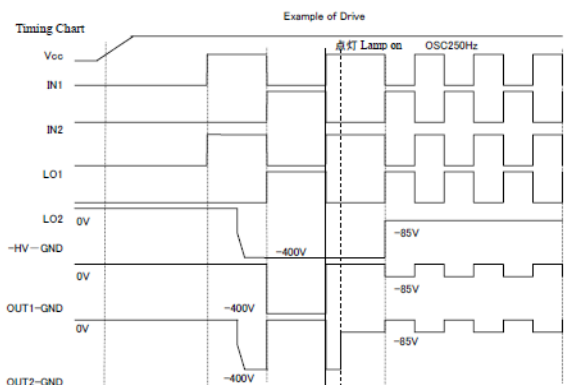 Example of Drive
Timing Chart
点灯 Lamp on OSC250Hz
Vcc
IN1
IN2
LO1
LO2 0V
-85V
-HV-GND
-400V
0V
-85V
OUT1-GND
-400V
0V
-85V
OUT2-GND
-400V